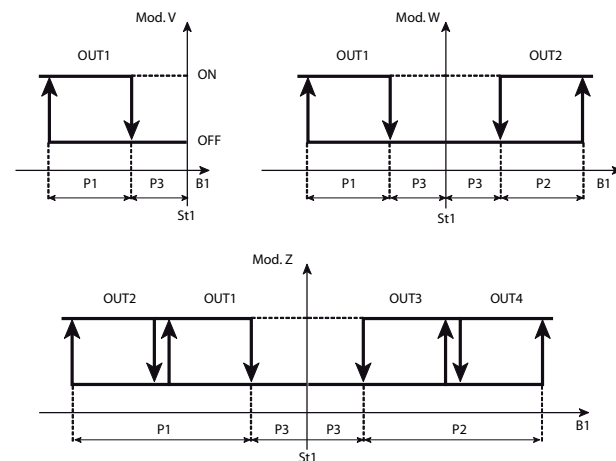 Mod. V
OUT1
ON
OFF
P1 P3 B1
St1
Mod. W
OUT1 OUT2
P1 P3 P3 P2 B1
St1
Mod. Z
OUT2 OUT1 OUT3 OUT4
P1 P3 P3 P2 B1
St1